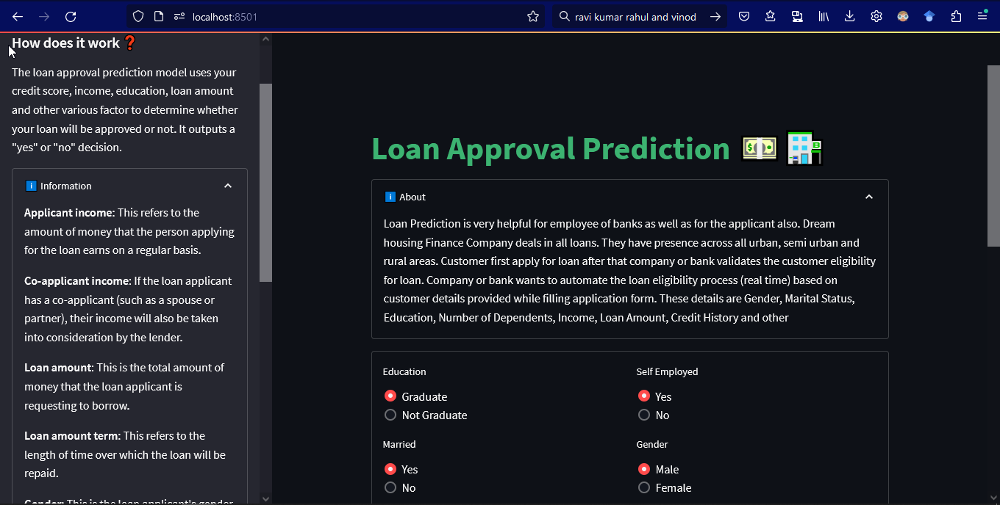 localhost:8501
ravi kumar rahul and vinod
How does it work ❓
The loan approval prediction model uses your
credit score, income, education, loan amount
and other various factor to determine whether
your loan will be approved or not. It outputs a
"yes" or "no" decision.
Information
Applicant income: This refers to the
amount of money that the person applying
for the loan earns on a regular basis.
Co-applicant income: If the loan applicant
has a co-applicant (such as a spouse or
partner), their income will also be taken
into consideration by the lender.
Loan amount: This is the total amount of
money that the loan applicant is
requesting to borrow.
Loan amount term: This refers to the
length of time over which the loan will be
repaid.
Gender: This is the loan applicant's gender
Loan Approval Prediction
About
Loan Prediction is very helpful for employee of banks as well as for the applicant also. Dream
housing Finance Company deals in all loans. They have presence across all urban, semi urban and
rural areas. Customer first apply for loan after that company or bank validates the customer eligibility
for loan. Company or bank wants to automate the loan eligibility process (real time) based on
customer details provided while filling application form. These details are Gender, Marital Status,
Education, Number of Dependents, Income, Loan Amount, Credit History and other
Education
Graduate
Not Graduate
Self Employed
Yes
No
Married
Yes
No
Gender
Male
Female